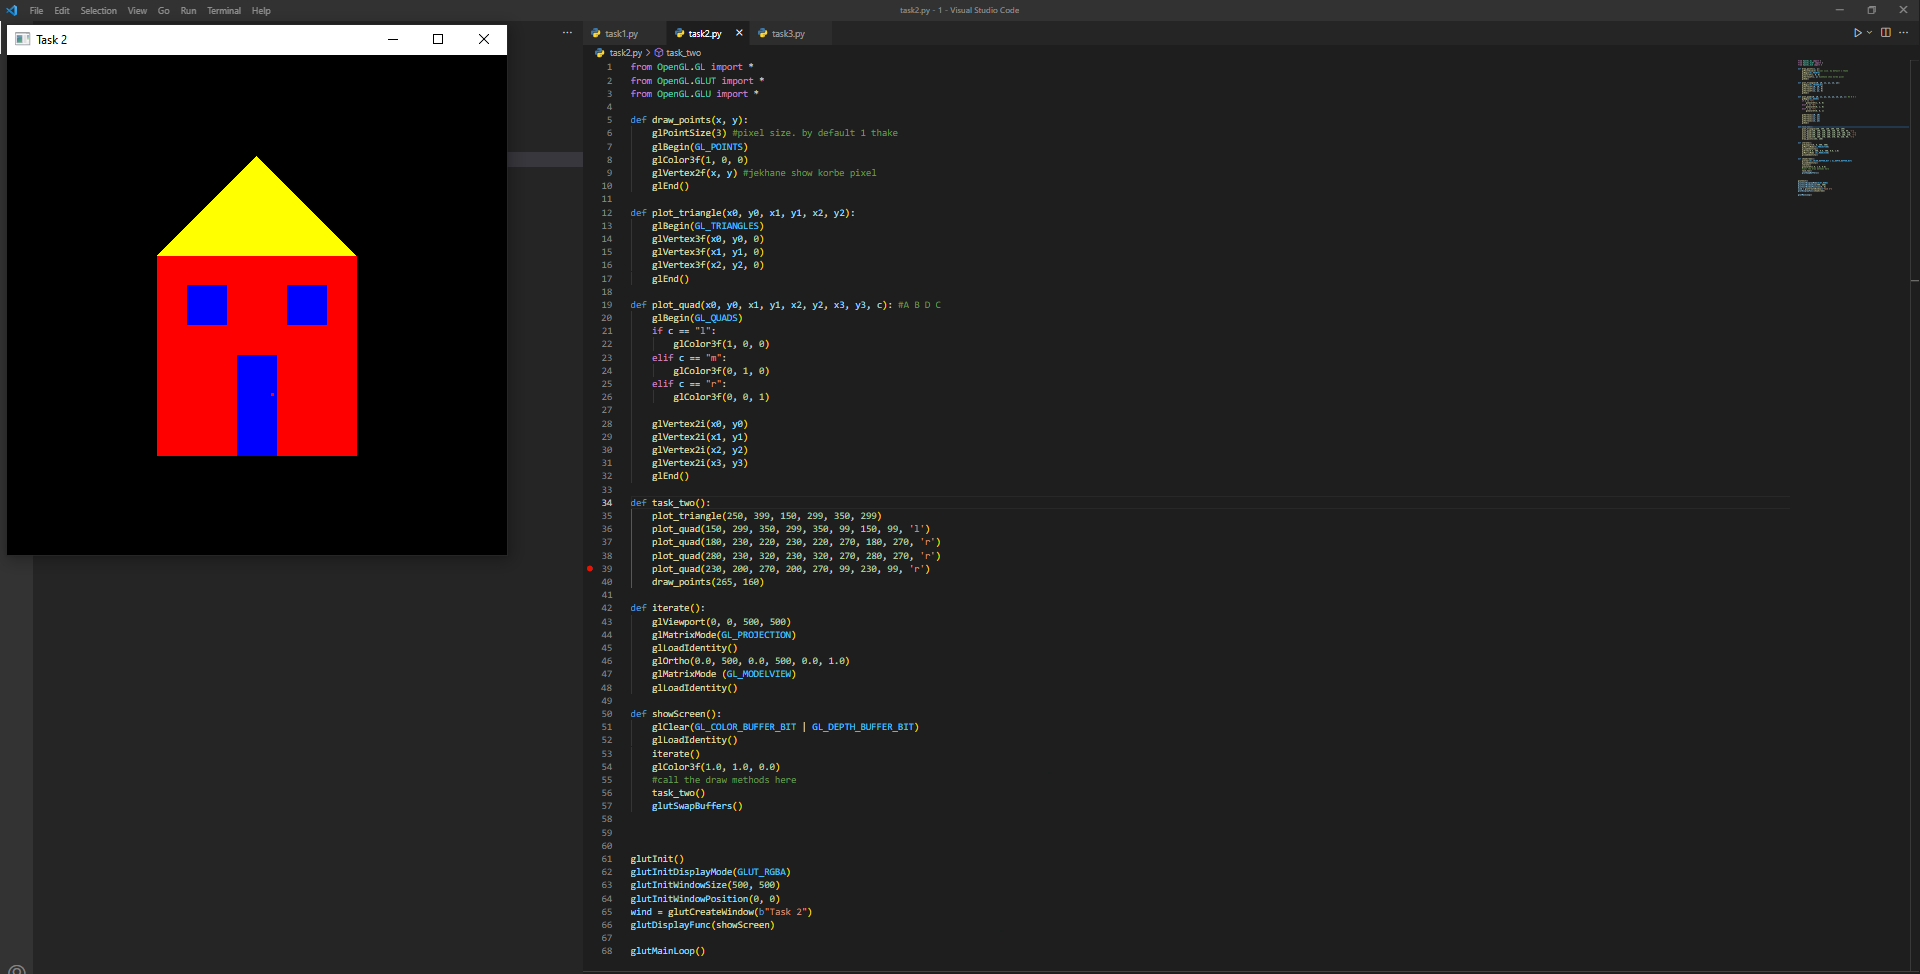 File Edit Selection View Go Run Terminal Help
task2.py - 1 - Visual Studio Code
Task 2
task1.py
task2.py
task3.py
task2.py > task_two
1 from OpenGL.GL import *
2 from OpenGL.GLUT import *
3 from OpenGL.GLU import *
4
5 def draw_points(x, y):
6 glPointSize(3) #pixel size. by default 1 thake
7 glBegin(GL_POINTS)
8 glColor3f(1, 0, 0)
9 glVertex2f(x, y) #jekhane show korbe pixel
10 glEnd()
11
12 def plot_triangle(x0, y0, x1, y1, x2, y2):
13 glBegin(GL_TRIANGLES)
14 glVertex3f(x0, y0, 0)
15 glVertex3f(x1, y1, 0)
16 glVertex3f(x2, y2, 0)
17 glEnd()
18
19 def plot_quad(x0, y0, x1, y1, x2, y2, x3, y3, c): #A B D C
20 glBegin(GL_QUADS)
21 if c == "l":
22 glColor3f(1, 0, 0)
23 elif c == "m":
24 glColor3f(0, 1, 0)
25 elif c == "r":
26 glColor3f(0, 0, 1)
27
28 glVertex2i(x0, y0)
29 glVertex2i(x1, y1)
30 glVertex2i(x2, y2)
31 glVertex2i(x3, y3)
32 glEnd()
33
34 def task_two():
35 plot_triangle(250, 399, 150, 299, 350, 299)
36 plot_quad(150, 299, 350, 299, 350, 99, 150, 99, 'l')
37 plot_quad(180, 230, 220, 230, 220, 270, 180, 270, 'r')
38 plot_quad(280, 230, 320, 230, 320, 270, 280, 270, 'r')
39 plot_quad(230, 200, 270, 200, 270, 99, 230, 99, 'r')
40 draw_points(265, 160)
41
42 def iterate():
43 glViewport(0, 0, 500, 500)
44 glMatrixMode(GL_PROJECTION)
45 glLoadIdentity()
46 glOrtho(0.0, 500, 0.0, 500, 0.0, 1.0)
47 glMatrixMode (GL_MODELVIEW)
48 glLoadIdentity()
49
50 def showScreen():
51 glClear(GL_COLOR_BUFFER_BIT | GL_DEPTH_BUFFER_BIT)
52 glLoadIdentity()
53 iterate()
54 glColor3f(1.0, 1.0, 0.0)
55 #call the draw methods here
56 task_two()
57 glutSwapBuffers()
58
59
60
61 glutInit()
62 glutInitDisplayMode(GLUT_RGBA)
63 glutInitWindowSize(500, 500)
64 glutInitWindowPosition(0, 0)
65 wind = glutCreateWindow(b"Task 2")
66 glutDisplayFunc(showScreen)
67
68 glutMainLoop()